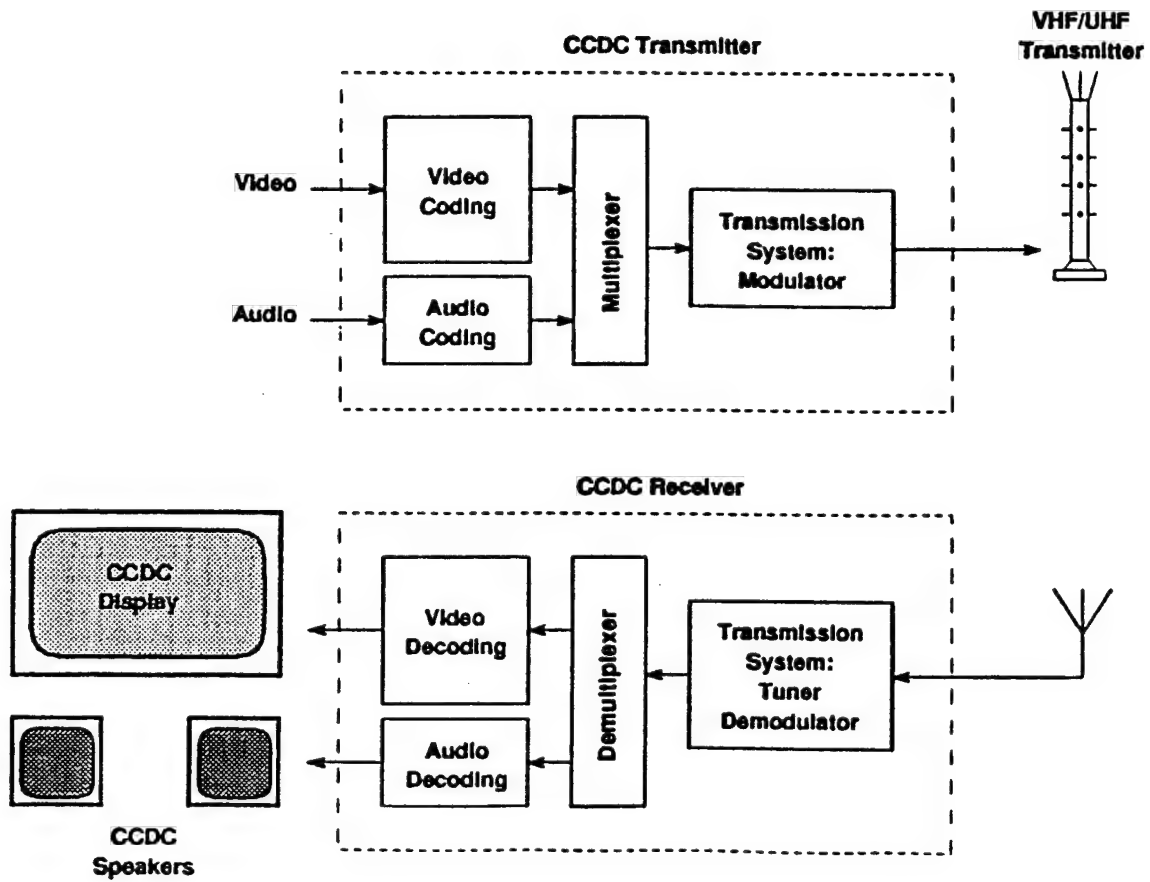 VHF/UHF
Transmitter
CCDC Transmitter
Video
Video
Coding
Multiplexer
Transmission
System:
Modulator
Audio
Audio
Coding
CCDC Receiver
CCDC
Display
Video
Decoding
Demultiplexer
Transmission
System:
Tuner
Demodulator
Audio
Decoding
CCDC
Speakers